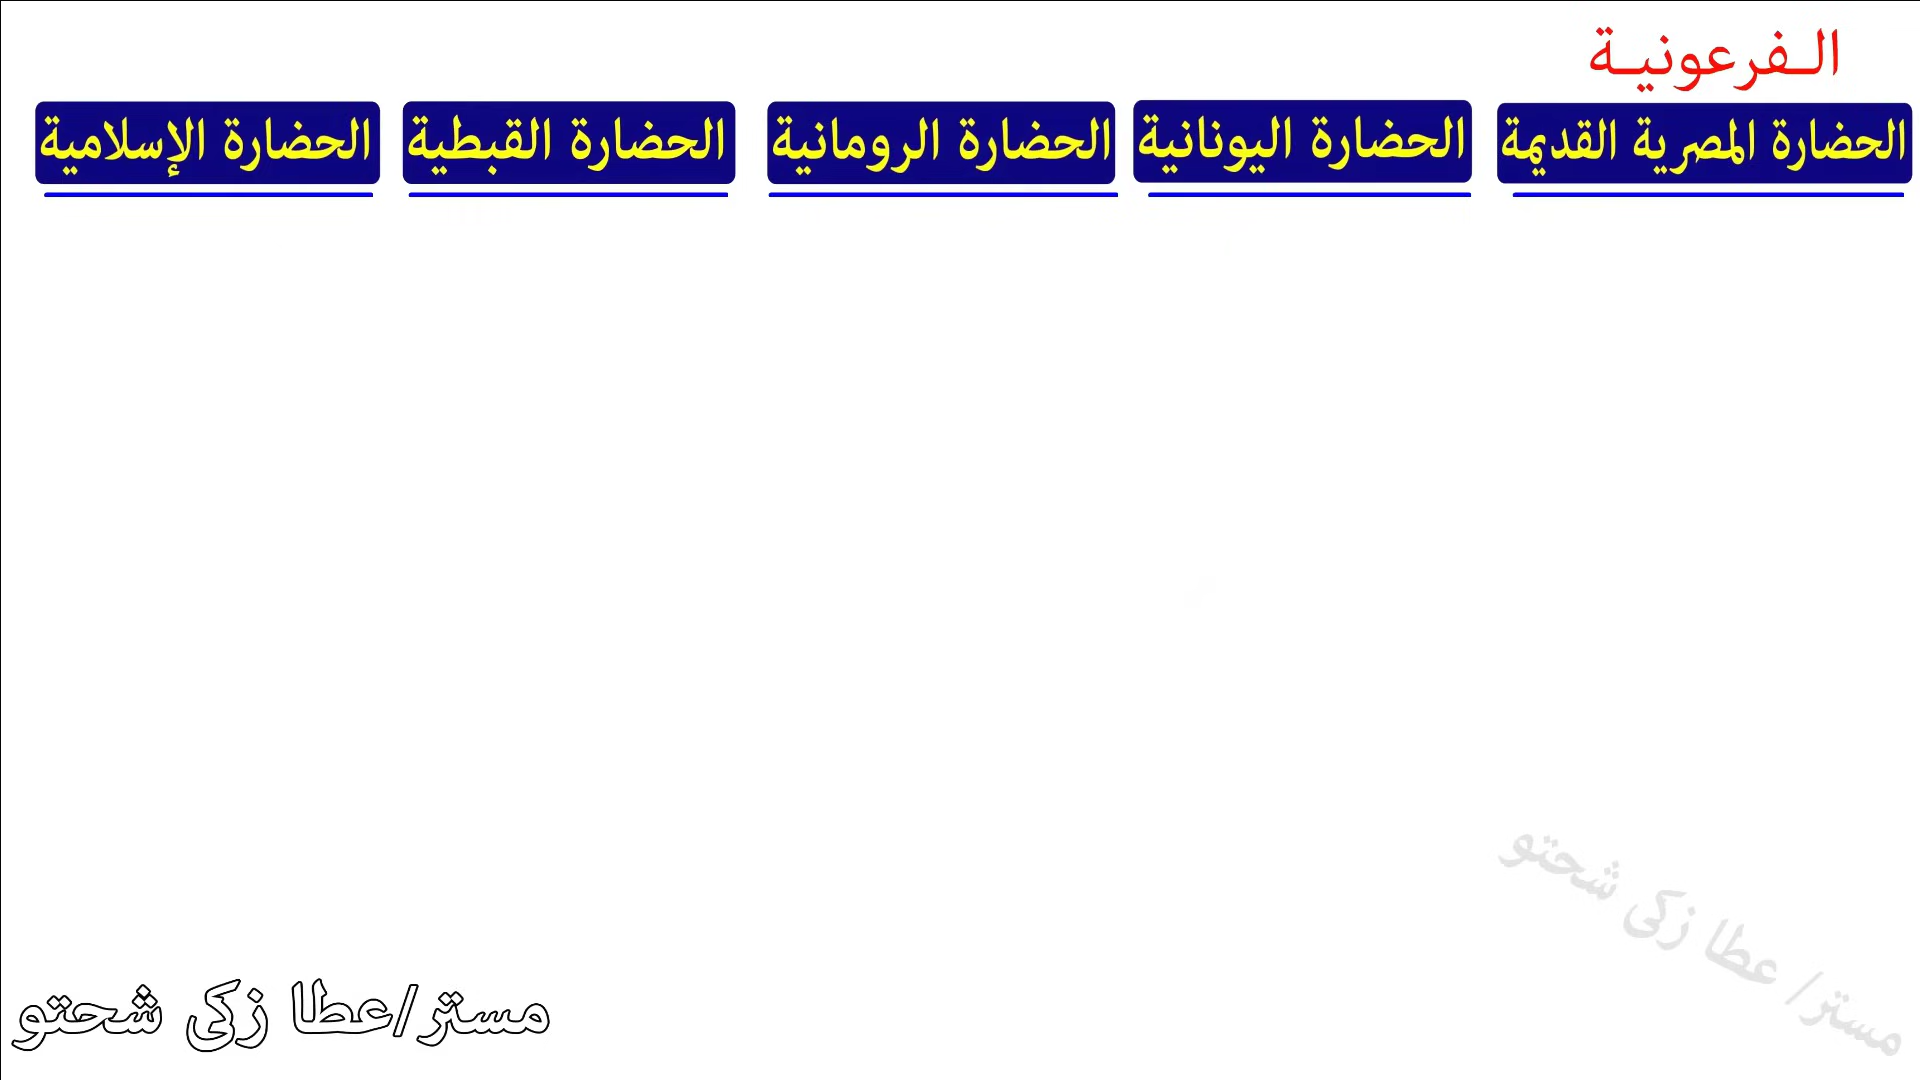 الـفرعونيـة
الحضارة المصرية القديمة
الحضارة اليونانية
الحضارة الرومانية
الحضارة القبطية
الحضارة الإسلامية
مستر/ عطا زكى شحتو
مستر/عطا زكى شحتو